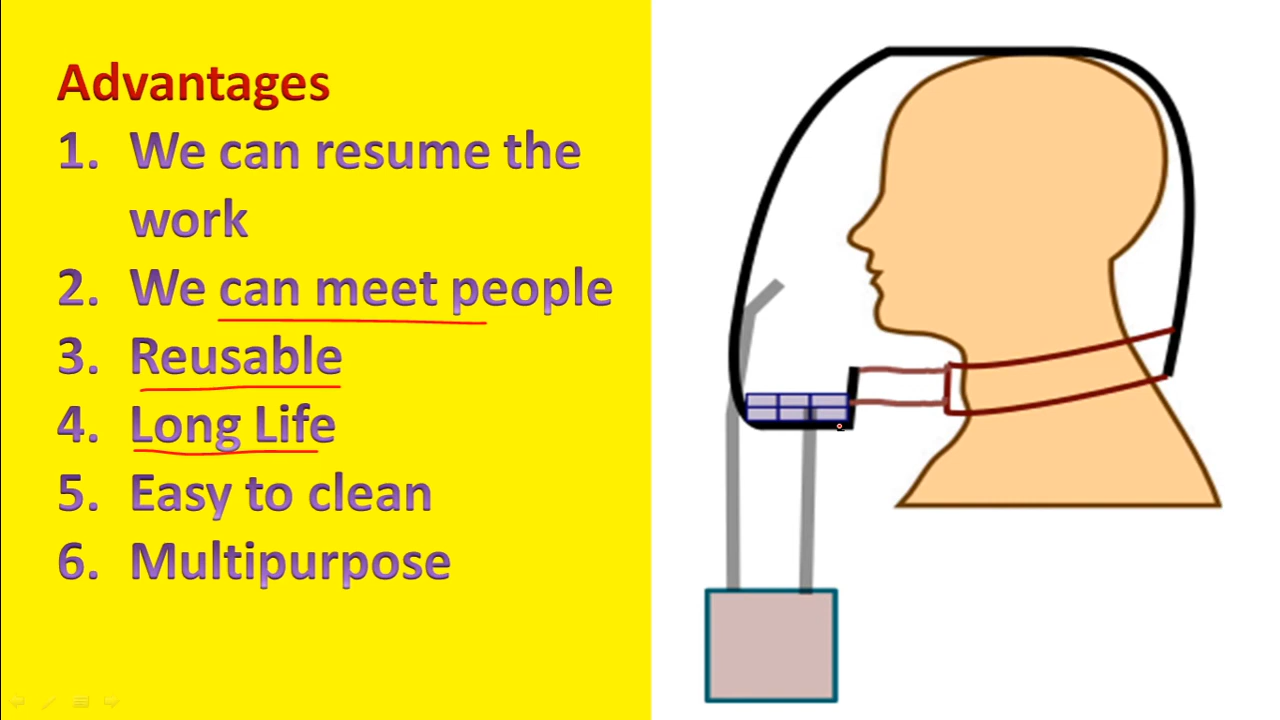 Advantages
1. We can resume the
work
2. We can meet people
3. Reusable
4. Long Life
5. Easy to clean
6. Multipurpose